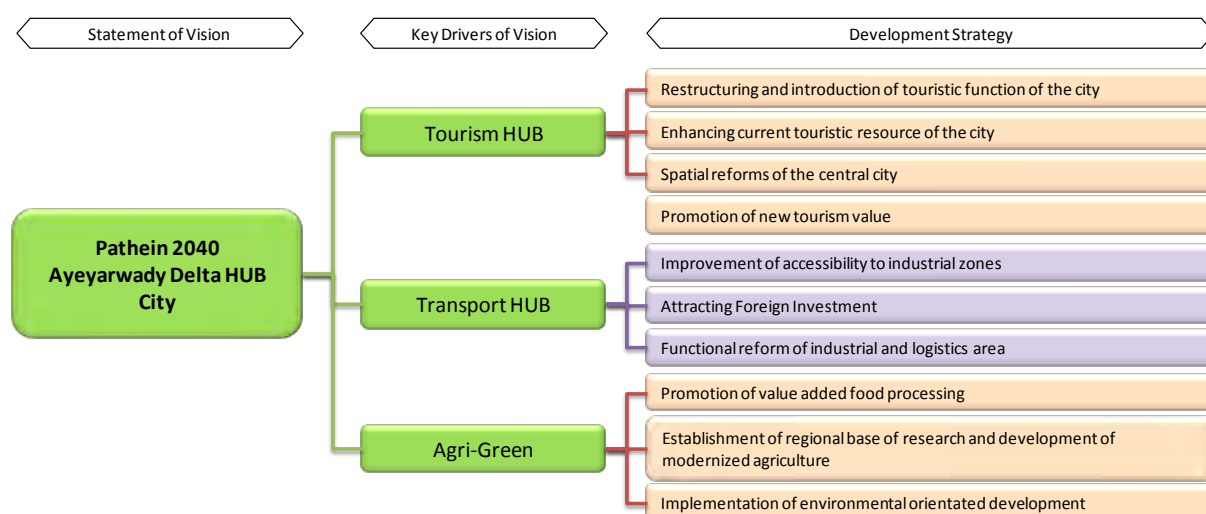 Statement of Vision
Key Drivers of Vision
Development Strategy
Pathein 2040
Ayeyarwady Delta HUB
City
Tourism HUB
Restructuring and introduction of touristic function of the city
Enhancing current touristic resource of the city
Spatial reforms of the central city
Promotion of new tourism value
Transport HUB
Improvement of accessibility to industrial zones
Attracting Foreign Investment
Functional reform of industrial and logistics area
Agri-Green
Promotion of value added food processing
Establishment of regional base of research and development of
modernized agriculture
Implementation of environmental orientated development